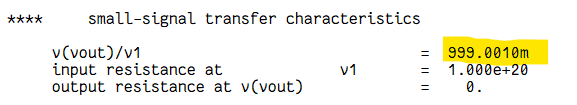 **** small-signal transfer characteristics
v(vout)/v1 = 999.0010m
input resistance at v1 = 1.000e+20
output resistance at v(vout) = 0.